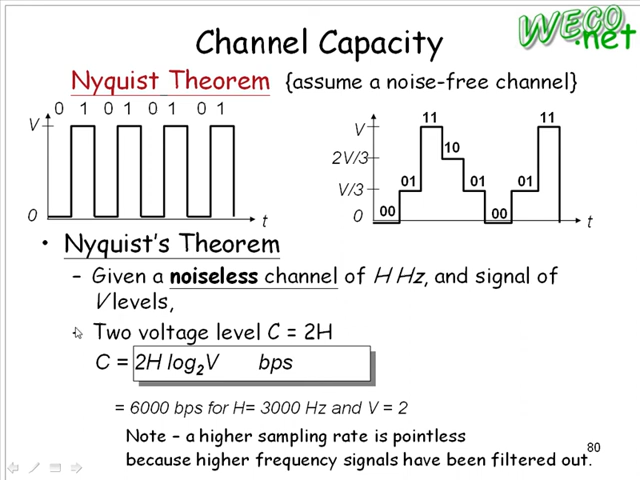 WECO.net
Channel Capacity
Nyquist Theorem {assume a noise-free channel}
0 1 0 1 0 1 0 1
V
0
t
11 11
V
10
2V/3
01 01 01
V/3
00 00
0
t
• Nyquist's Theorem
– Given a noiseless channel of H Hz, and signal of
V levels,
– Two voltage level C = 2H
C = 2H log₂V bps
= 6000 bps for H= 3000 Hz and V = 2
Note – a higher sampling rate is pointless
because higher frequency signals have been filtered out.
80